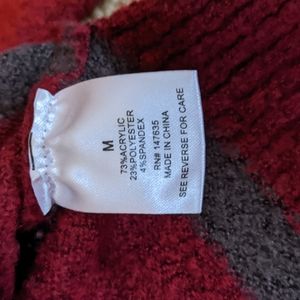 M
73%ACRYLIC
23%POLYESTER
4%SPANDEX
RN# 147635
MADE IN CHINA
SEE REVERSE FOR CARE